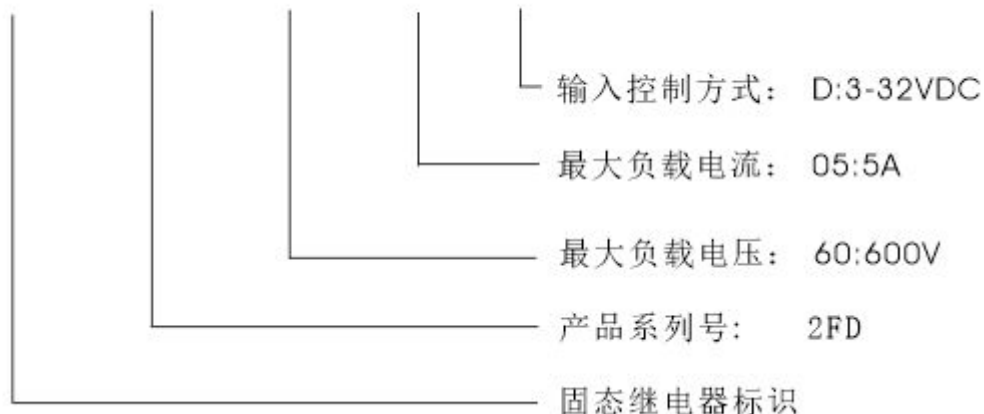 输入控制方式： D:3-32VDC
最大负载电流： 05:5A
最大负载电压： 60:600V
产品系列号: 2FD
固态继电器标识